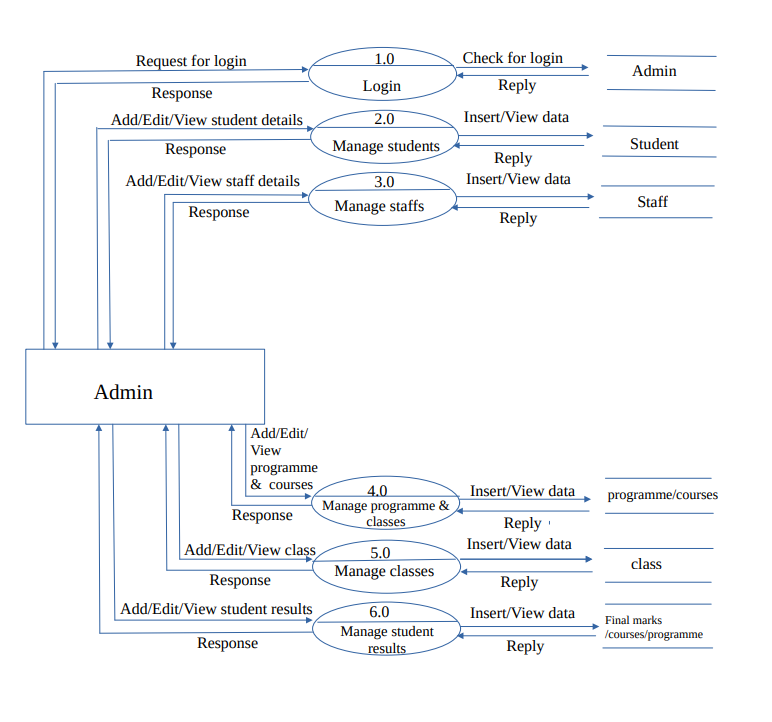 Request for login
1.0
Check for login
Login
Admin
Response
Reply
Add/Edit/View student details
2.0
Insert/View data
Response
Manage students
Student
Reply
Add/Edit/View staff details
3.0
Insert/View data
Response
Manage staffs
Staff
Reply
Admin
Add/Edit/
View
programme
& courses
4.0
Insert/View data
programme/courses
Manage programme &
classes
Response
Reply
Add/Edit/View class
5.0
Insert/View data
Manage classes
class
Response
Reply
Add/Edit/View student results
6.0
Insert/View data
Final marks
/courses/programme
Manage student
results
Response
Reply